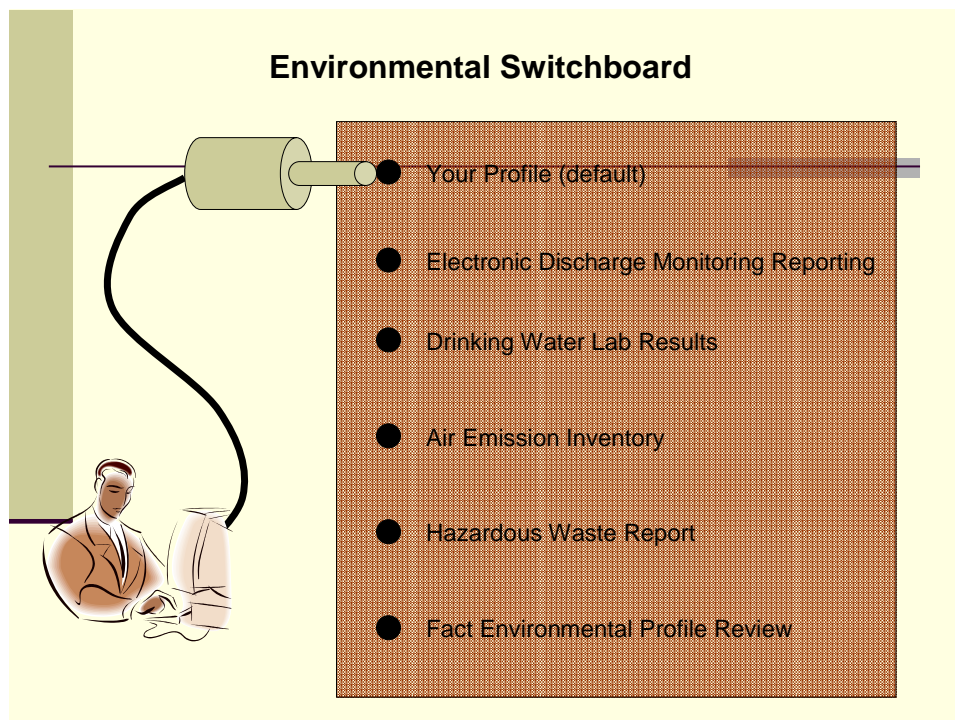 Environmental Switchboard
Your Profile (default)
Electronic Discharge Monitoring Reporting
Drinking Water Lab Results
Air Emission Inventory
Hazardous Waste Report
Fact Environmental Profile Review